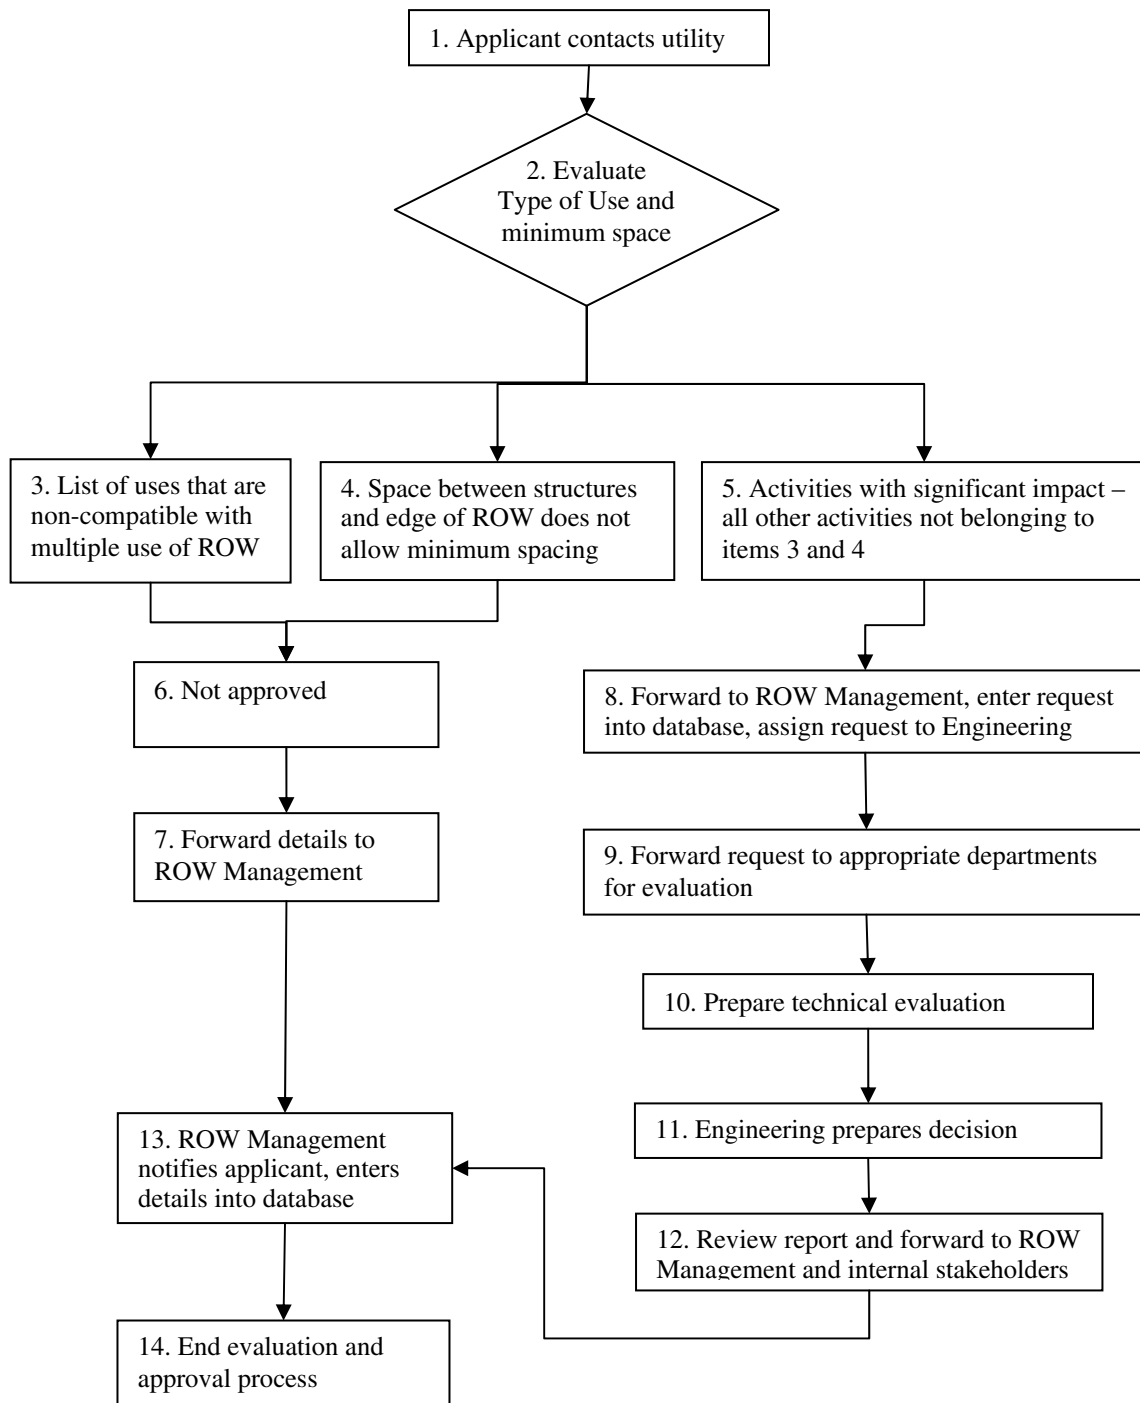 1. Applicant contacts utility
2. Evaluate
Type of Use and
minimum space
3. List of uses that are
non-compatible with
multiple use of ROW
4. Space between structures
and edge of ROW does not
allow minimum spacing
5. Activities with significant impact –
all other activities not belonging to
items 3 and 4
6. Not approved
8. Forward to ROW Management, enter request
into database, assign request to Engineering
7. Forward details to
ROW Management
9. Forward request to appropriate departments
for evaluation
10. Prepare technical evaluation
11. Engineering prepares decision
13. ROW Management
notifies applicant, enters
details into database
12. Review report and forward to ROW
Management and internal stakeholders
14. End evaluation and
approval process